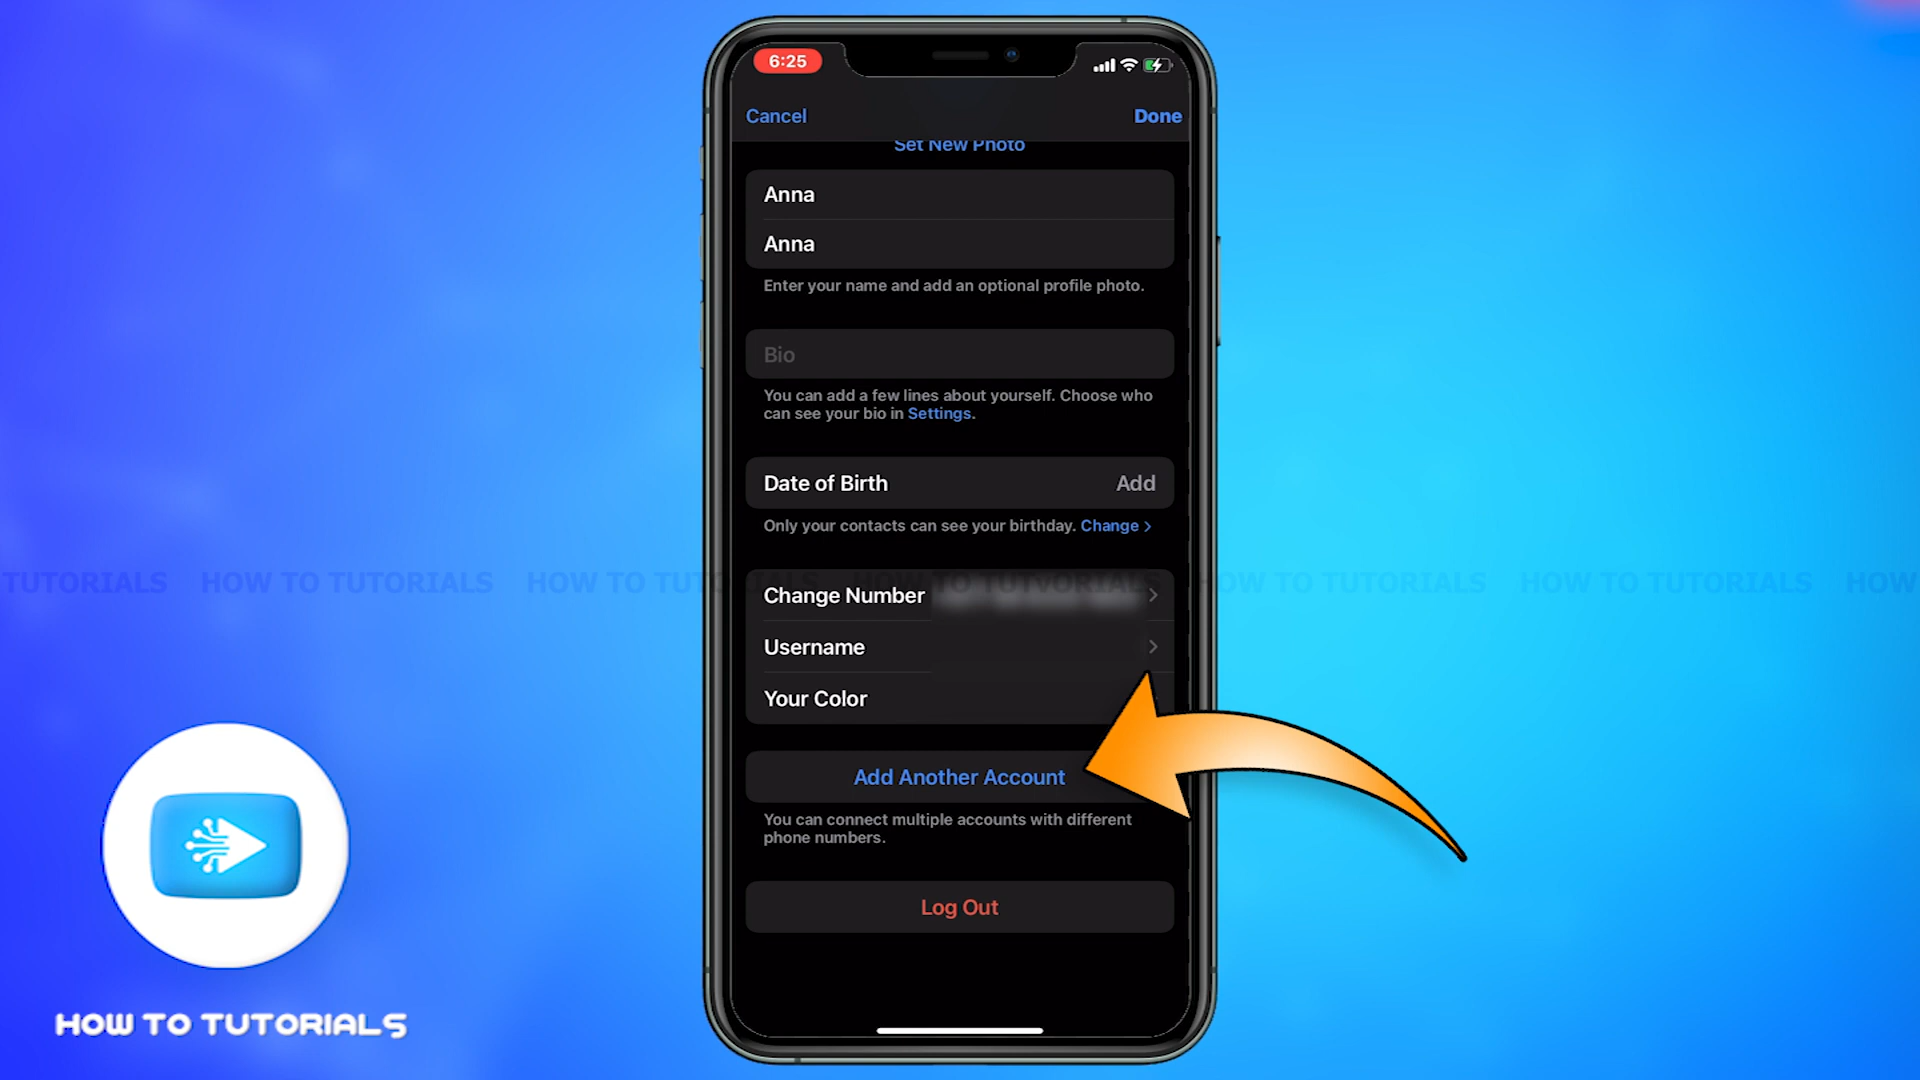 6:25
Cancel
Done
Set New Photo
Anna
Anna
Enter your name and add an optional profile photo.
Bio
You can add a few lines about yourself. Choose who
can see your bio in Settings.
Date of Birth
Add
Only your contacts can see your birthday. Change >
TUTORIALS HOW TO TUTORIALS HOW TO TUTORIALS HOW TO TUTORIALS HOW TO TUTORIALS HOW TO TUTORIALS HOW
Change Number
Username
Your Color
Add Another Account
You can connect multiple accounts with different
phone numbers.
Log Out
HOW TO TUTORIALS